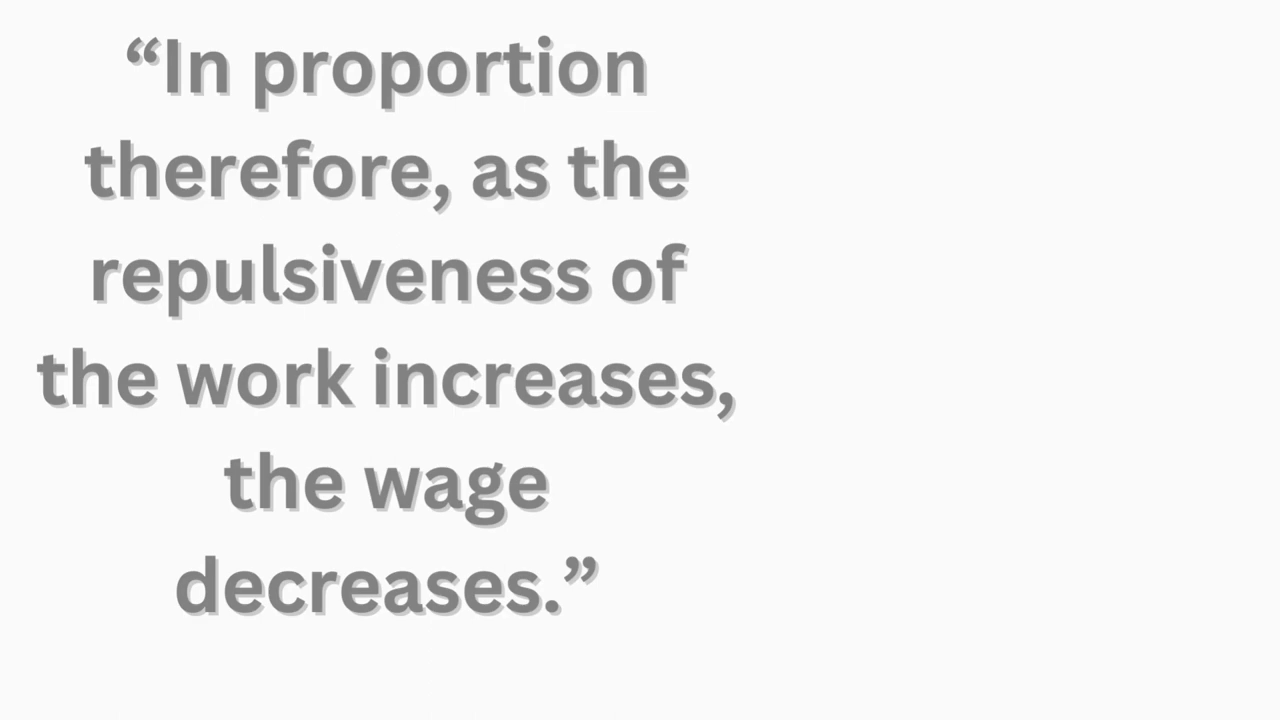 “In proportion
therefore, as the
repulsiveness of
the work increases,
the wage
decreases.”